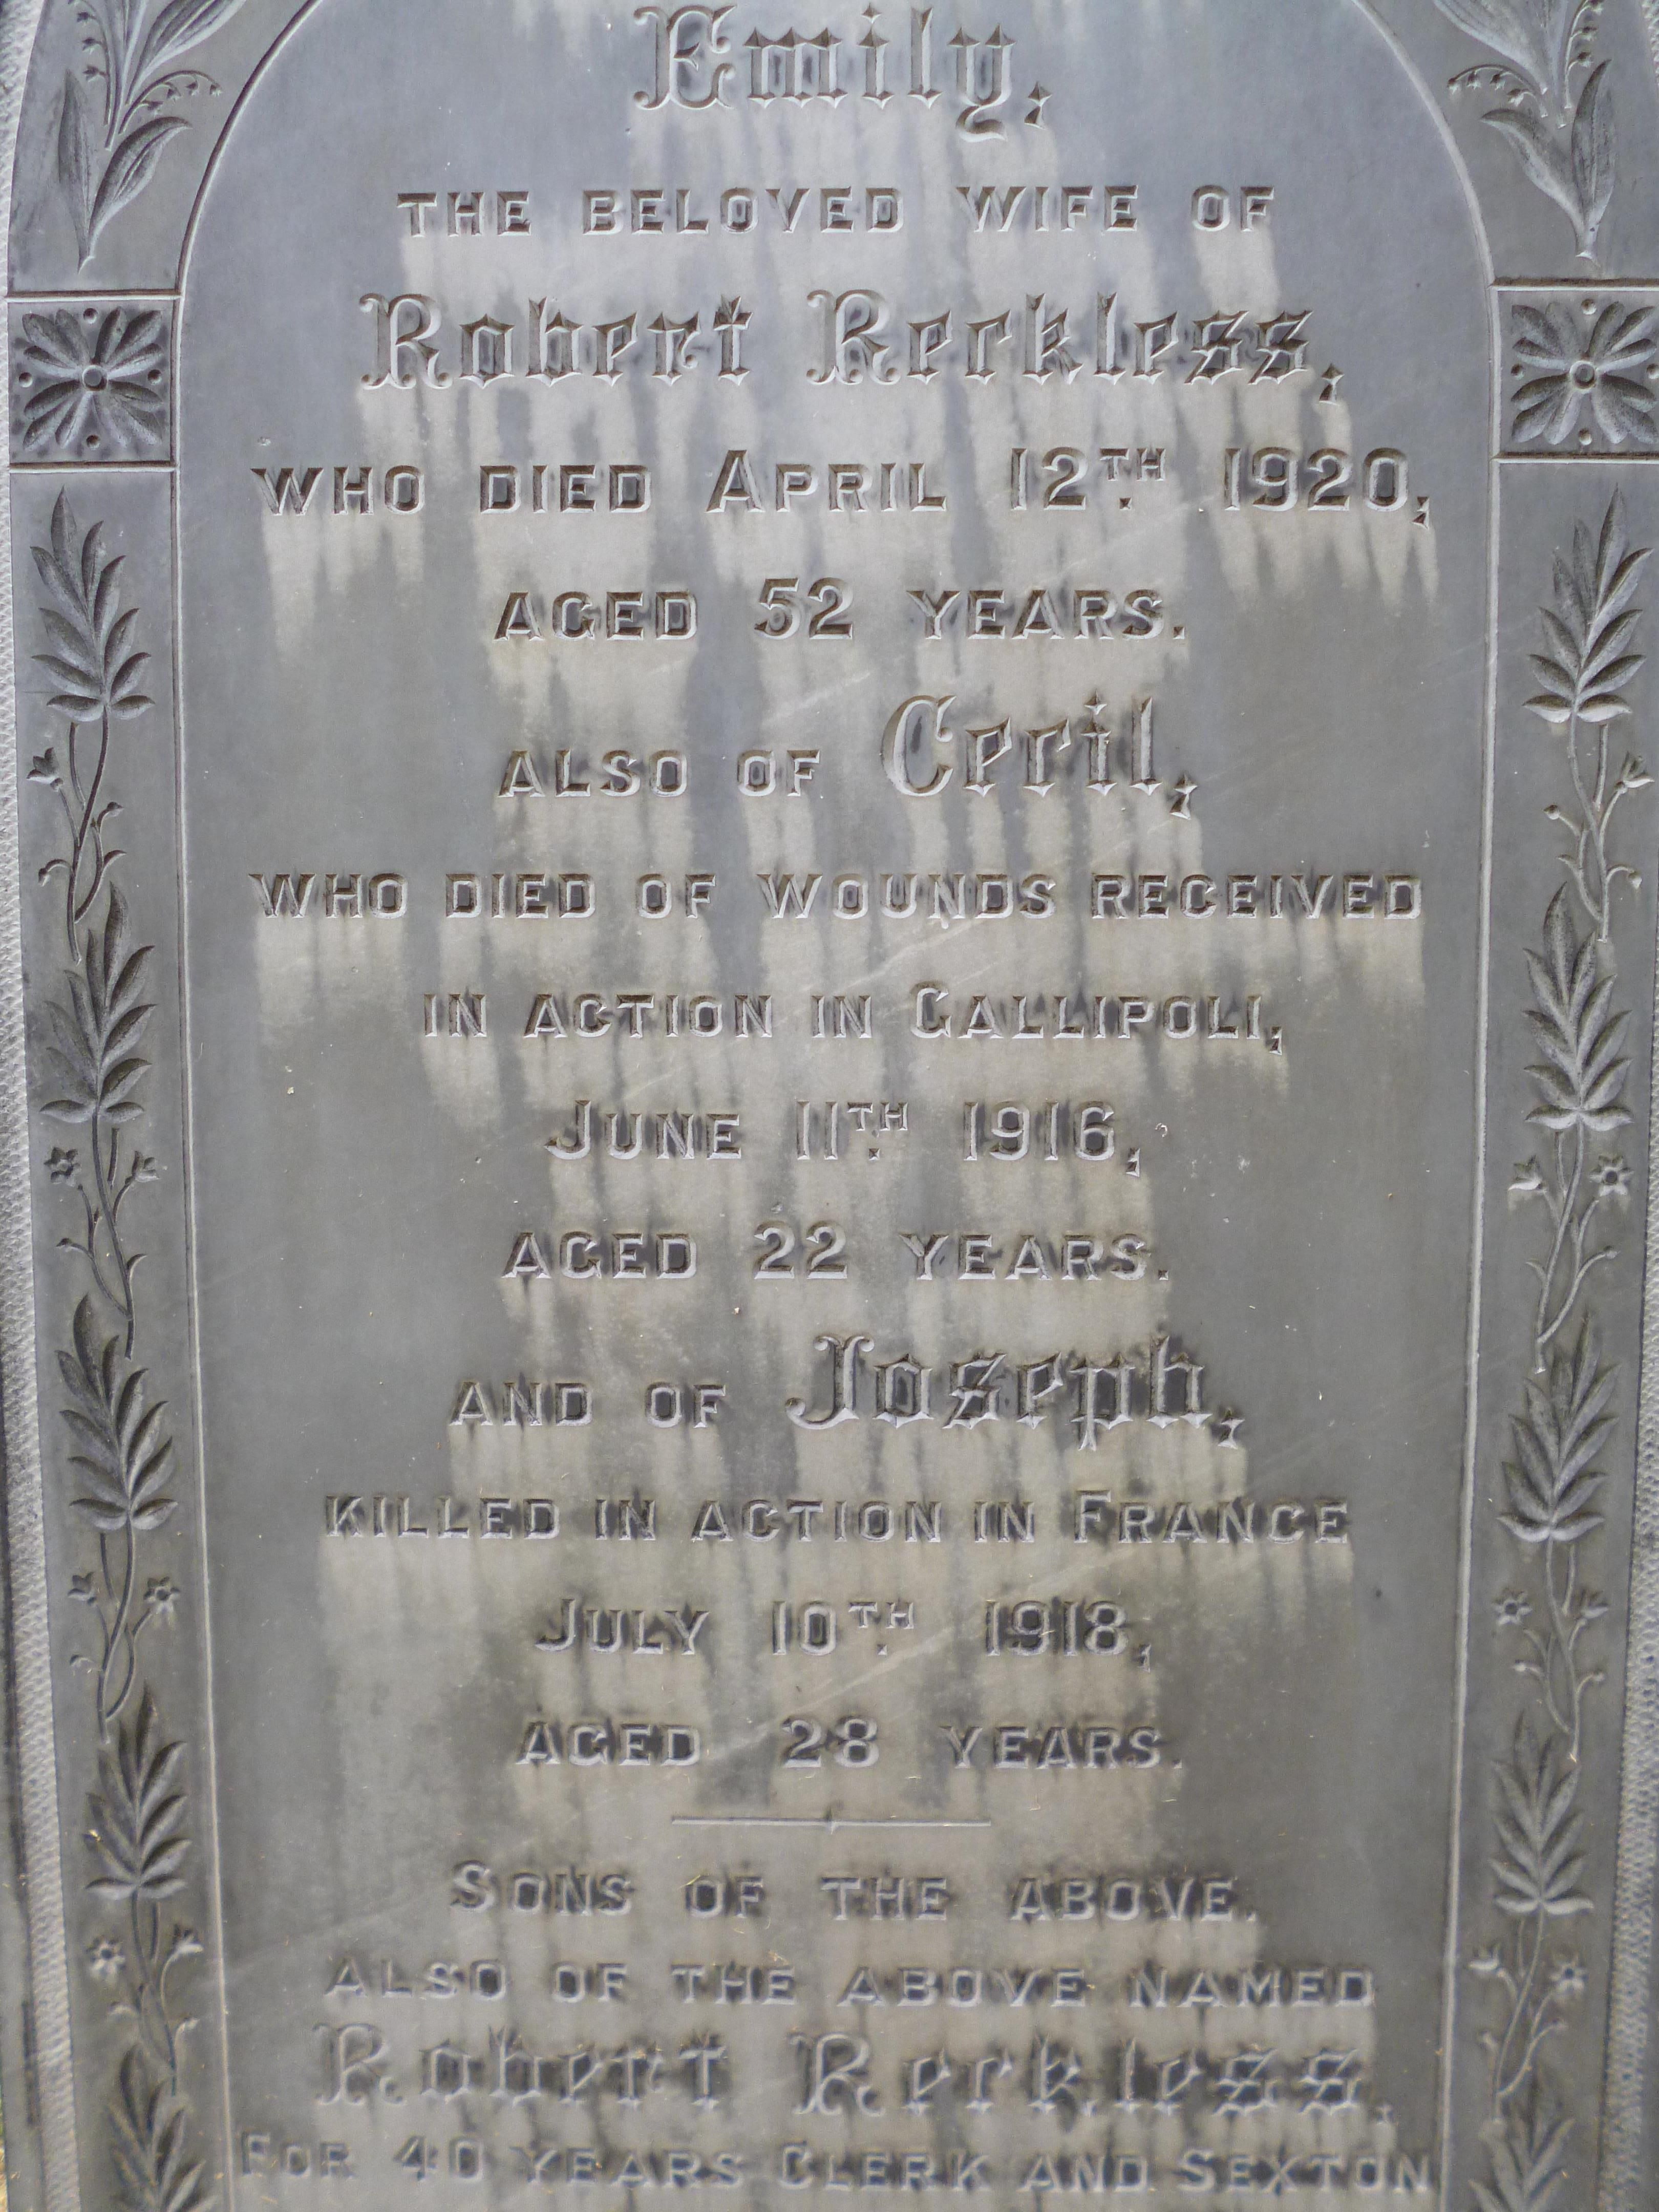 Emily,
THE BELOVED WIFE OF
Robert Reckless,
WHO DIED APRIL 12TH. 1920,
AGED 52 YEARS.
ALSO OF Cecil,
WHO DIED OF WOUNDS RECEIVED
IN ACTION IN GALLIPOLI,
JUNE 11TH. 1916,
AGED 22 YEARS.
AND OF Joseph,
KILLED IN ACTION IN FRANCE
JULY 10TH. 1918,
AGED 28 YEARS.
SONS OF THE ABOVE.
ALSO OF THE ABOVE NAMED
Robert Reckless,
FOR 40 YEARS CLERK AND SEXTON